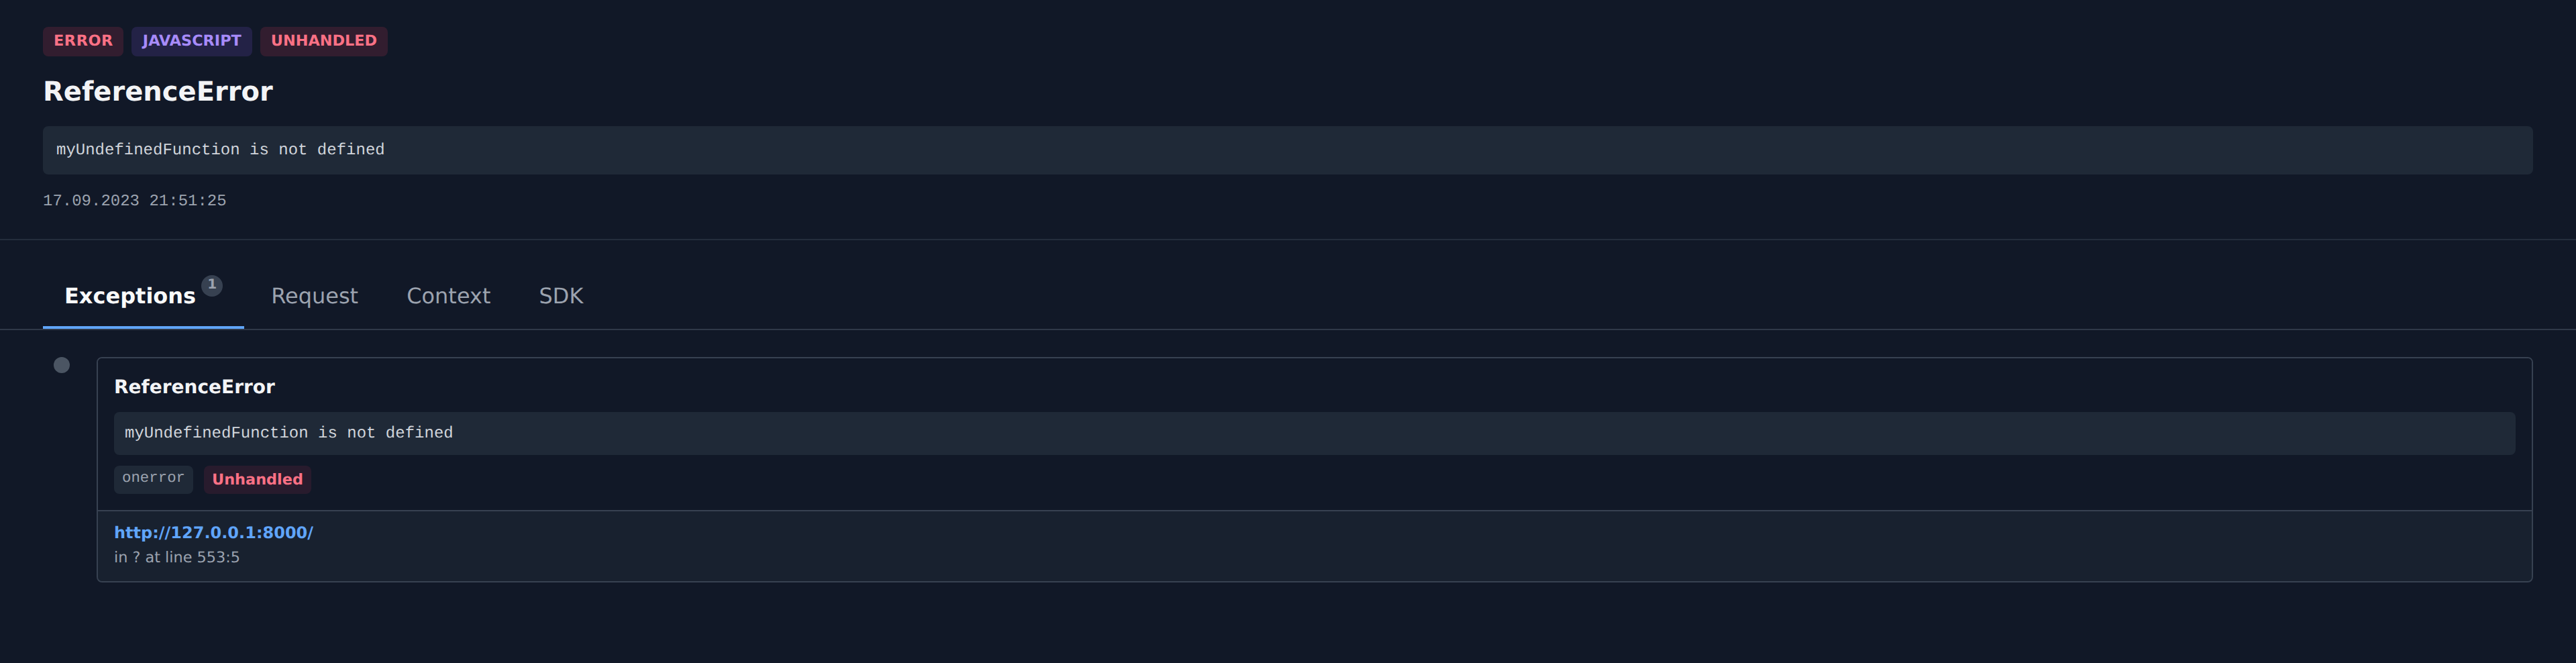 ERROR JAVASCRIPT UNHANDLED
ReferenceError
myUndefinedFunction is not defined
17.09.2023 21:51:25
Exceptions 1 Request Context SDK
ReferenceError
myUndefinedFunction is not defined
onerror Unhandled
http://127.0.0.1:8000/
in ? at line 553:5